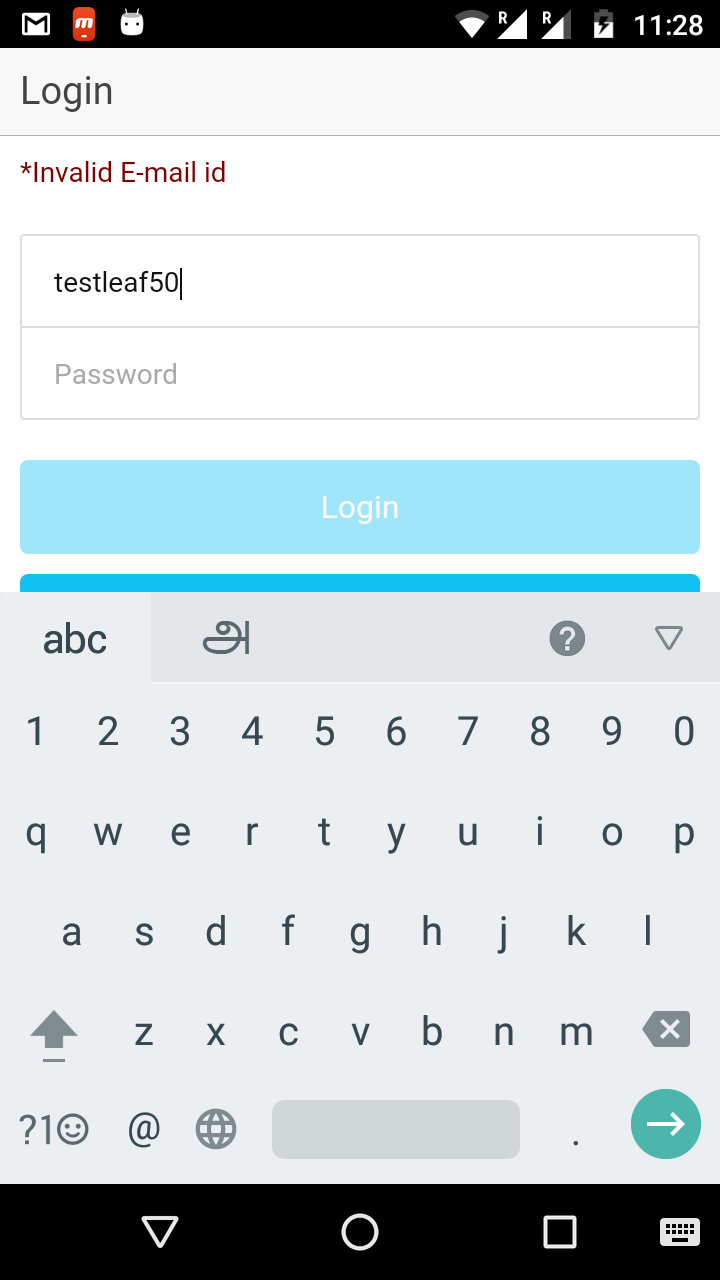 R R 11:28
Login
*Invalid E-mail id
testleaf50
Password
Login
abc அ ?
1 2 3 4 5 6 7 8 9 0
q w e r t y u i o p
a s d f g h j k l
z x c v b n m
?1☺ @ .